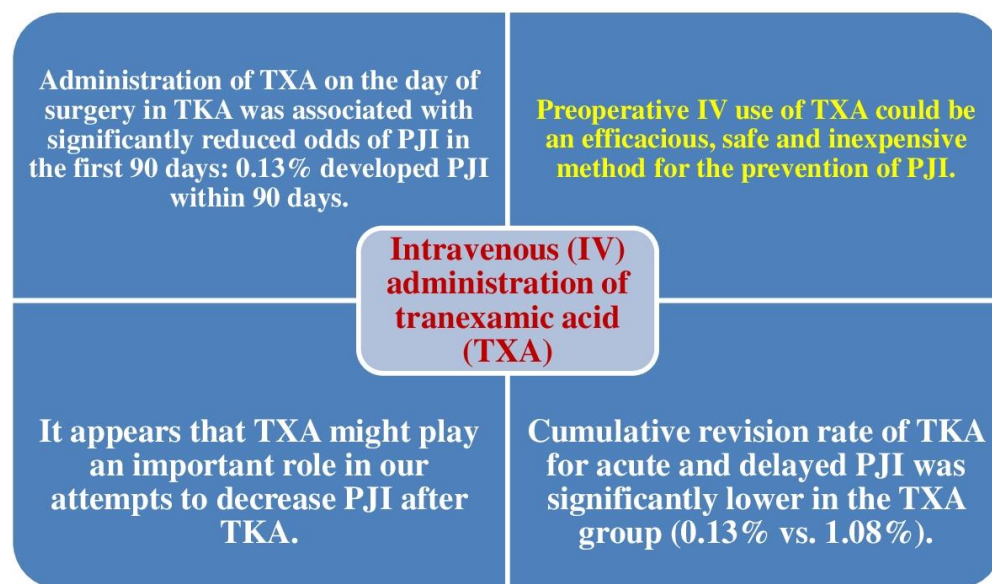 Administration of TXA on the day of
surgery in TKA was associated with
significantly reduced odds of PJI in
the first 90 days: 0.13% developed PJI
within 90 days.
Preoperative IV use of TXA could be
an efficacious, safe and inexpensive
method for the prevention of PJI.
Intravenous (IV)
administration of
tranexamic acid
(TXA)
It appears that TXA might play
an important role in our
attempts to decrease PJI after
TKA.
Cumulative revision rate of TKA
for acute and delayed PJI was
significantly lower in the TXA
group (0.13% vs. 1.08%).